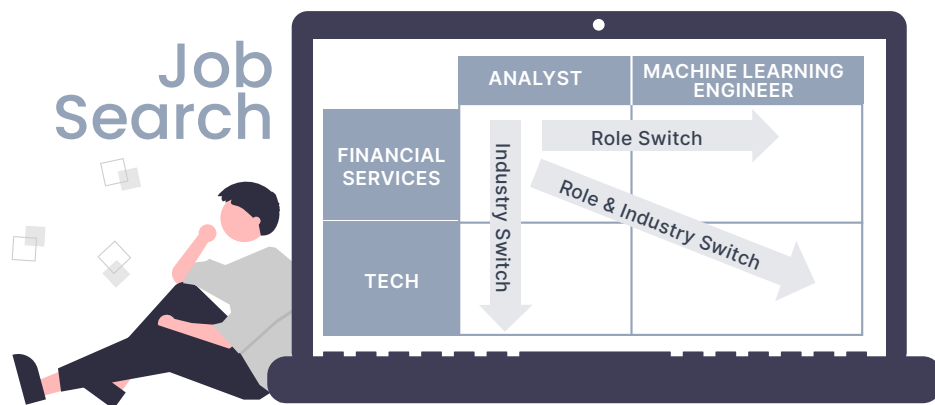 Job
Search
ANALYST
MACHINE LEARNING
ENGINEER
FINANCIAL
SERVICES
Role Switch
Industry Switch
Role & Industry Switch
TECH